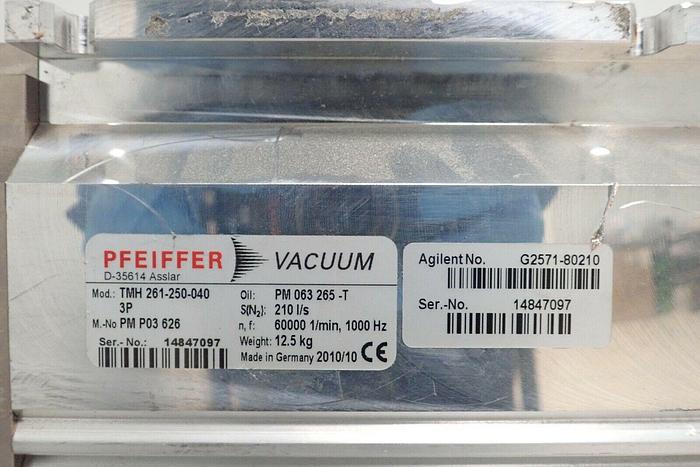 PFEIFFER VACUUM
D-35614 Asslar
Mod.: TMH 261-250-040
3P
M.-No PM P03 626
Ser.- No.: 14847097
Oil: PM 063 265 -T
S(N₂): 210 l/s
n, f: 60000 1/min, 1000 Hz
Weight: 12.5 kg
Made in Germany 2010/10 CE
Agilent No. G2571-80210
Ser.-No. 14847097